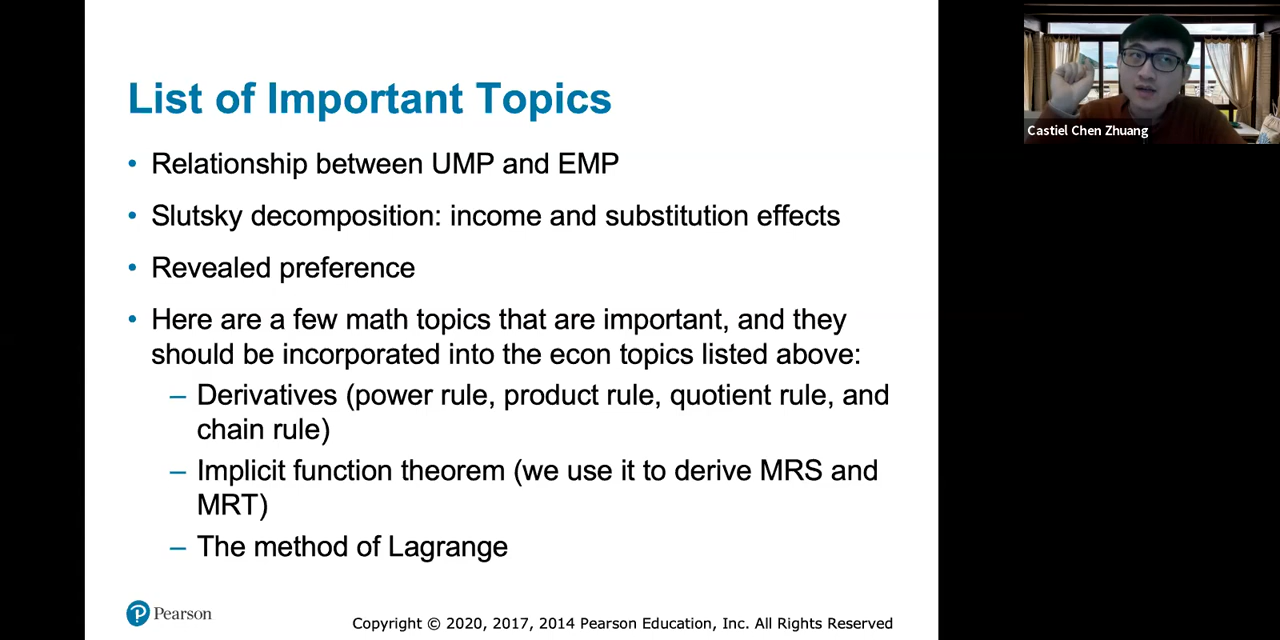 List of Important Topics
• Relationship between UMP and EMP
• Slutsky decomposition: income and substitution effects
• Revealed preference
• Here are a few math topics that are important, and they
should be incorporated into the econ topics listed above:
– Derivatives (power rule, product rule, quotient rule, and
chain rule)
– Implicit function theorem (we use it to derive MRS and
MRT)
– The method of Lagrange
P Pearson
Copyright © 2020, 2017, 2014 Pearson Education, Inc. All Rights Reserved
Castiel Chen Zhuang